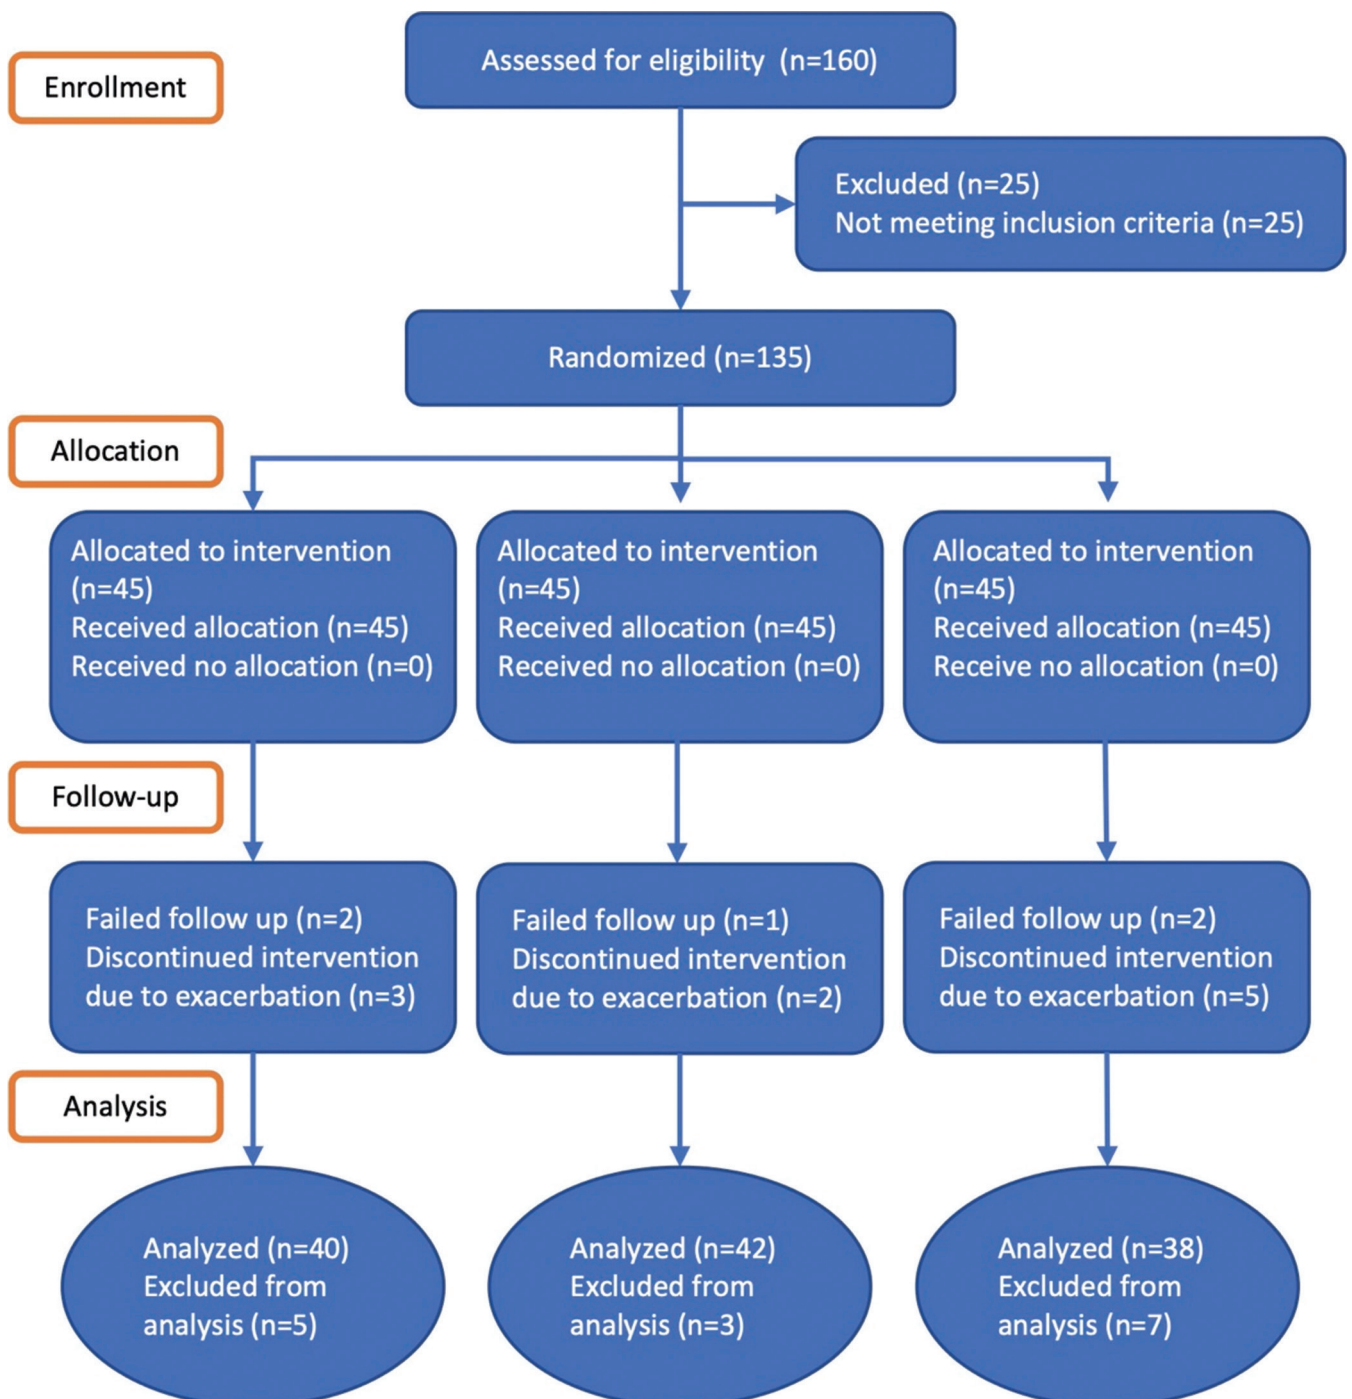 Enrollment
Assessed for eligibility (n=160)
Excluded (n=25)
Not meeting inclusion criteria (n=25)
Randomized (n=135)
Allocation
Allocated to intervention
(n=45)
Received allocation (n=45)
Received no allocation (n=0)
Allocated to intervention
(n=45)
Received allocation (n=45)
Received no allocation (n=0)
Allocated to intervention
(n=45)
Received allocation (n=45)
Receive no allocation (n=0)
Follow-up
Failed follow up (n=2)
Discontinued intervention
due to exacerbation (n=3)
Failed follow up (n=1)
Discontinued intervention
due to exacerbation (n=2)
Failed follow up (n=2)
Discontinued intervention
due to exacerbation (n=5)
Analysis
Analyzed (n=40)
Excluded from
analysis (n=5)
Analyzed (n=42)
Excluded from
analysis (n=3)
Analyzed (n=38)
Excluded from
analysis (n=7)